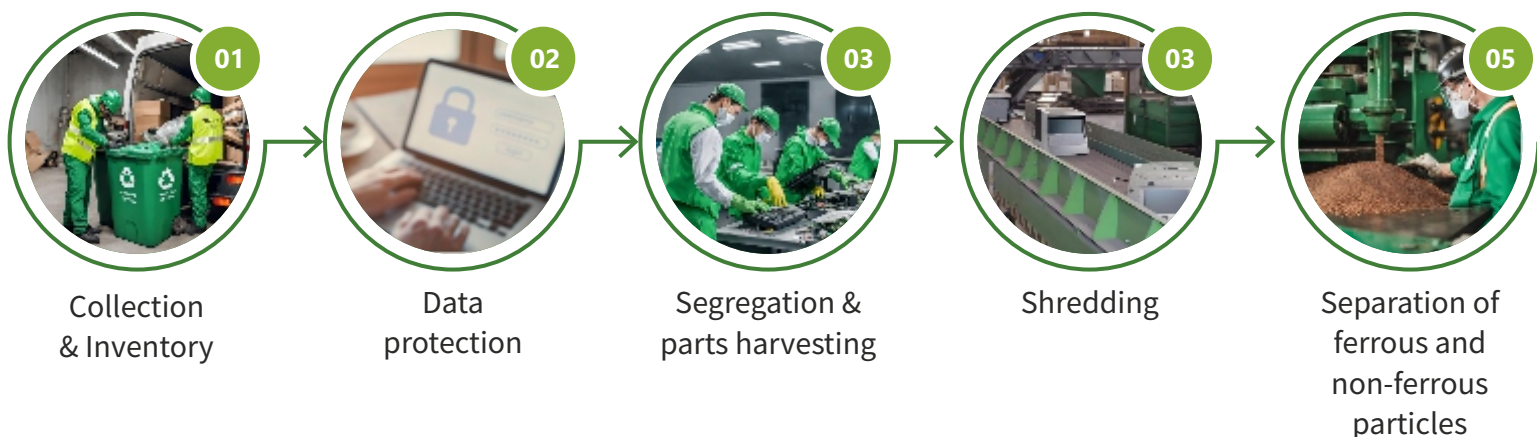 01
02
03
03
05
Collection
& Inventory
Data
protection
Segregation &
parts harvesting
Shredding
Separation of
ferrous and
non-ferrous
particles